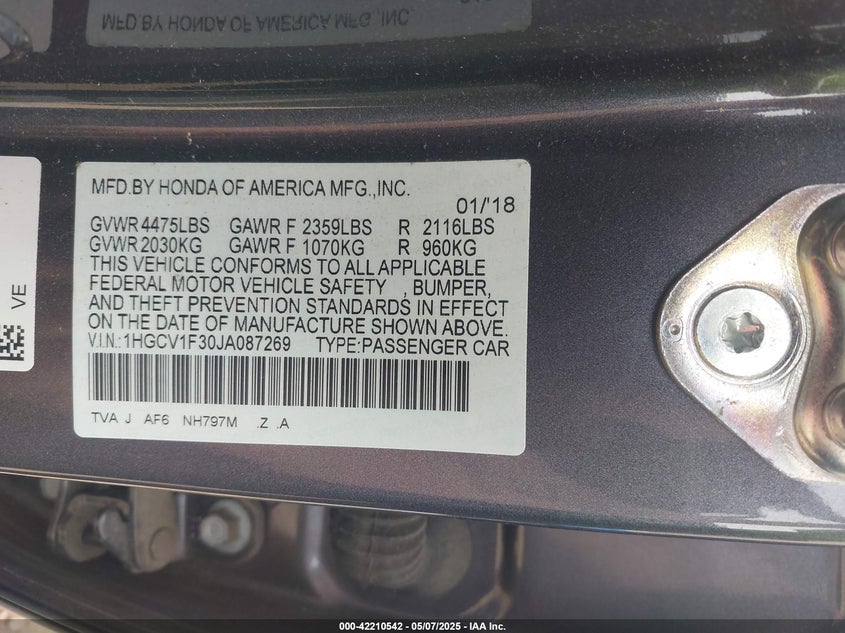 MFD.BY HONDA OF AMERICA MFG.,INC.
VE
MFD.BY HONDA OF AMERICA MFG.,INC.
01/'18
GVWR 4475LBS GAWR F 2359LBS R 2116LBS
GVWR 2030KG GAWR F 1070KG R 960KG
THIS VEHICLE CONFORMS TO ALL APPLICABLE
FEDERAL MOTOR VEHICLE SAFETY , BUMPER,
AND THEFT PREVENTION STANDARDS IN EFFECT
ON THE DATE OF MANUFACTURE SHOWN ABOVE.
V.I.N.:1HGCV1F30JA087269 TYPE:PASSENGER CAR
TVA J AF6 NH797M .Z .A
000-42210542 - 05/07/2025 - IAA Inc.